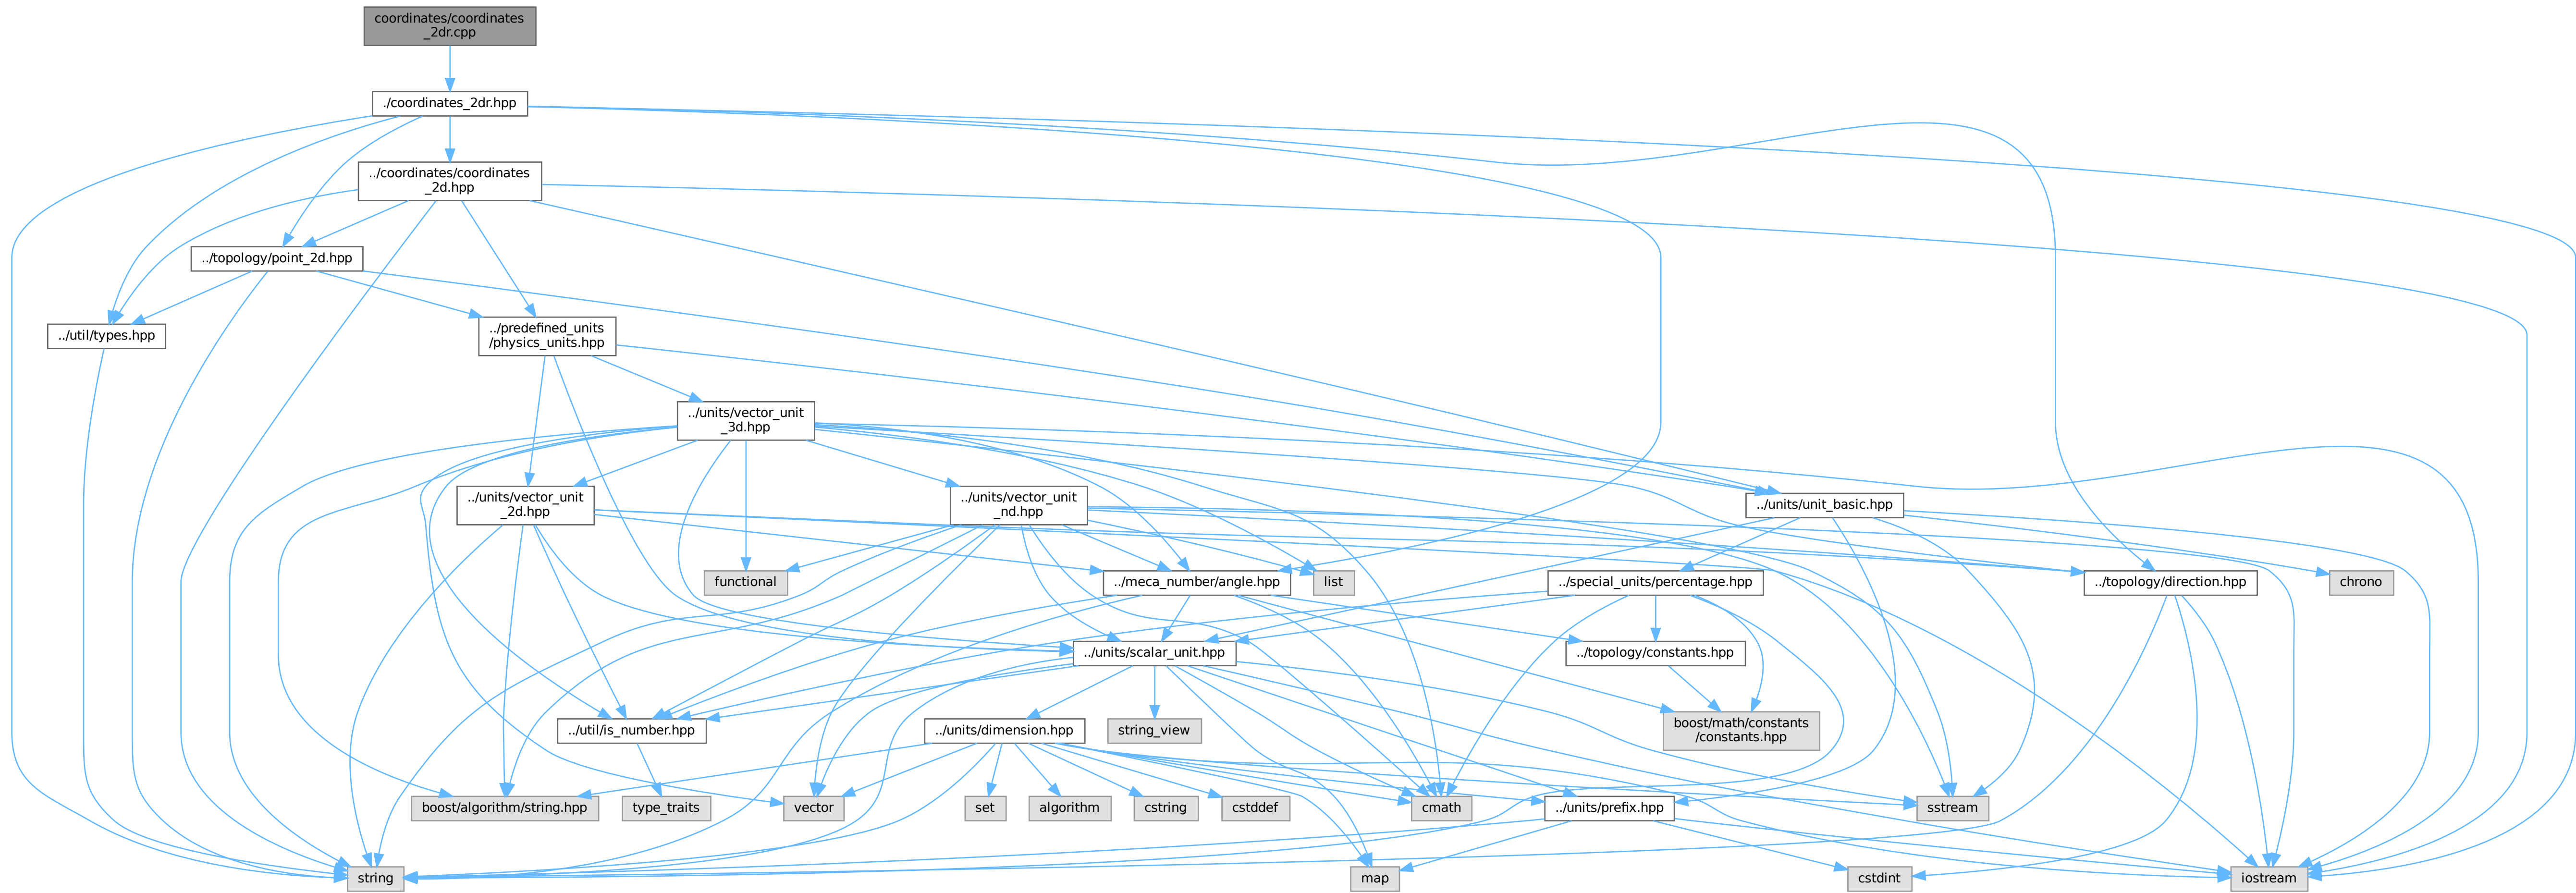 coordinates/coordinates
_2dr.cpp
./coordinates_2dr.hpp
../coordinates/coordinates
_2d.hpp
../topology/point_2d.hpp
../util/types.hpp
../predefined_units
/physics_units.hpp
../units/vector_unit
_3d.hpp
../units/vector_unit
_2d.hpp
../units/vector_unit
_nd.hpp
../units/unit_basic.hpp
functional
../meca_number/angle.hpp
list
../special_units/percentage.hpp
../topology/direction.hpp
chrono
../units/scalar_unit.hpp
../topology/constants.hpp
../util/is_number.hpp
../units/dimension.hpp
string_view
boost/math/constants
/constants.hpp
boost/algorithm/string.hpp
type_traits
vector
set
algorithm
cstring
cstddef
cmath
../units/prefix.hpp
sstream
string
map
cstdint
iostream